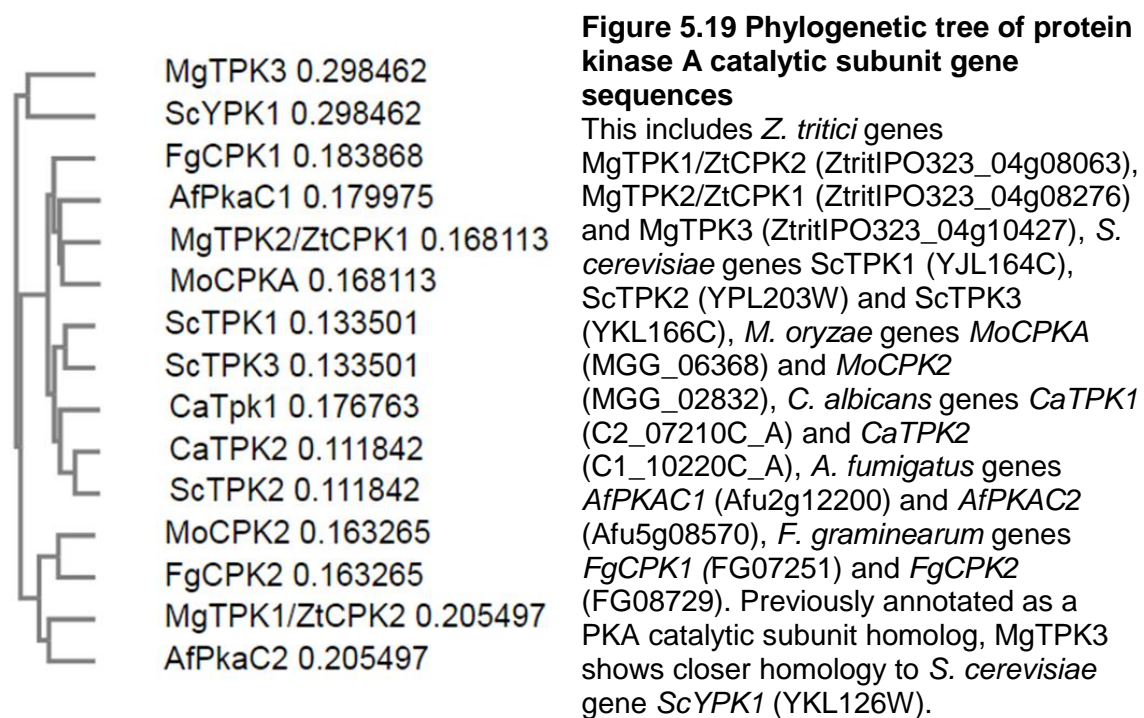 MgTPK3 0.298462
ScYPK1 0.298462
FgCPK1 0.183868
AfPkaC1 0.179975
MgTPK2/ZtCPK1 0.168113
MoCPKA 0.168113
ScTPK1 0.133501
ScTPK3 0.133501
CaTpk1 0.176763
CaTPK2 0.111842
ScTPK2 0.111842
MoCPK2 0.163265
FgCPK2 0.163265
MgTPK1/ZtCPK2 0.205497
AfPkaC2 0.205497
Figure 5.19 Phylogenetic tree of protein
kinase A catalytic subunit gene
sequences
This includes Z. tritici genes
MgTPK1/ZtCPK2 (ZtritIPO323_04g08063),
MgTPK2/ZtCPK1 (ZtritIPO323_04g08276)
and MgTPK3 (ZtritIPO323_04g10427), S.
cerevisiae genes ScTPK1 (YJL164C),
ScTPK2 (YPL203W) and ScTPK3
(YKL166C), M. oryzae genes MoCPKA
(MGG_06368) and MoCPK2
(MGG_02832), C. albicans genes CaTPK1
(C2_07210C_A) and CaTPK2
(C1_10220C_A), A. fumigatus genes
AfPKAC1 (Afu2g12200) and AfPKAC2
(Afu5g08570), F. graminearum genes
FgCPK1 (FG07251) and FgCPK2
(FG08729). Previously annotated as a
PKA catalytic subunit homolog, MgTPK3
shows closer homology to S. cerevisiae
gene ScYPK1 (YKL126W).